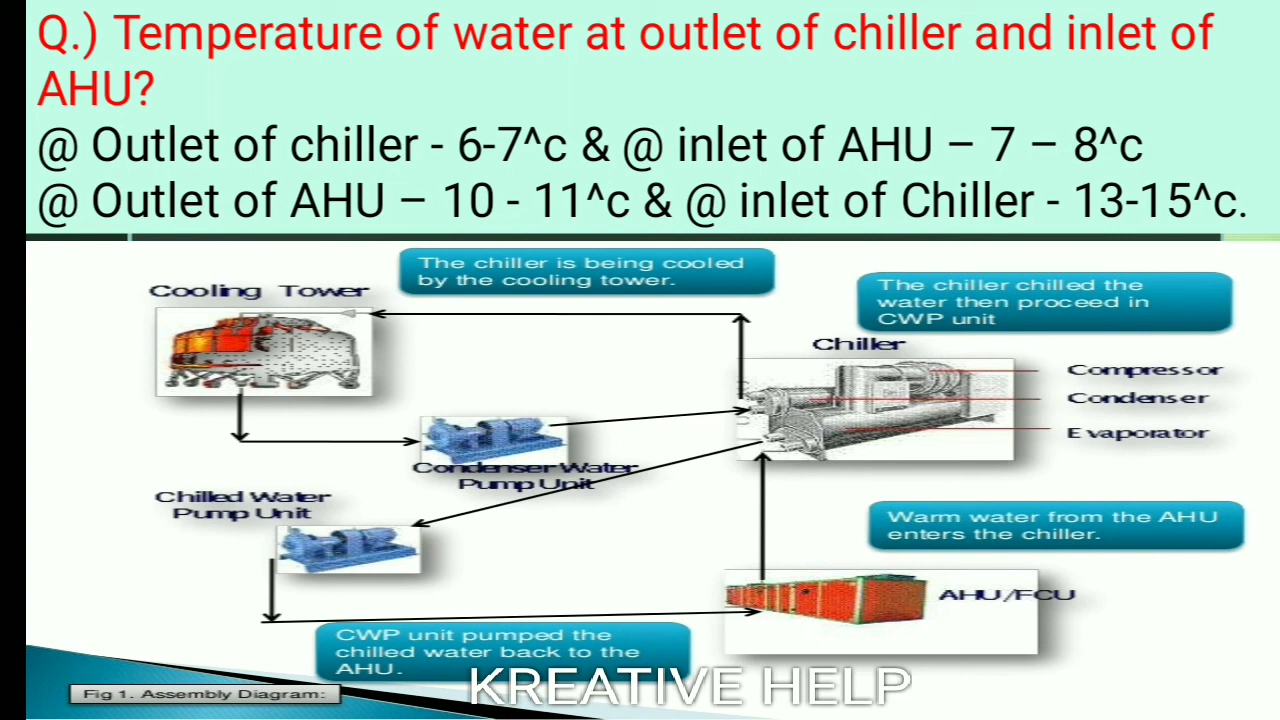 Q.) Temperature of water at outlet of chiller and inlet of
AHU?
@ Outlet of chiller - 6-7^c & @ inlet of AHU – 7 – 8^c
@ Outlet of AHU – 10 - 11^c & @ inlet of Chiller - 13-15^c.
The chiller is being cooled
by the cooling tower.
Cooling Tower
The chiller chilled the
water then proceed in
CWP unit
Chiller
Compressor
Condenser
Evaporator
Condenser Water
Pump Unit
Chilled Water
Pump Unit
Warm water from the AHU
enters the chiller.
AHU/FCU
CWP unit pumped the
chilled water back to the
AHU.
Fig 1. Assembly Diagram:
KREATIVE HELP